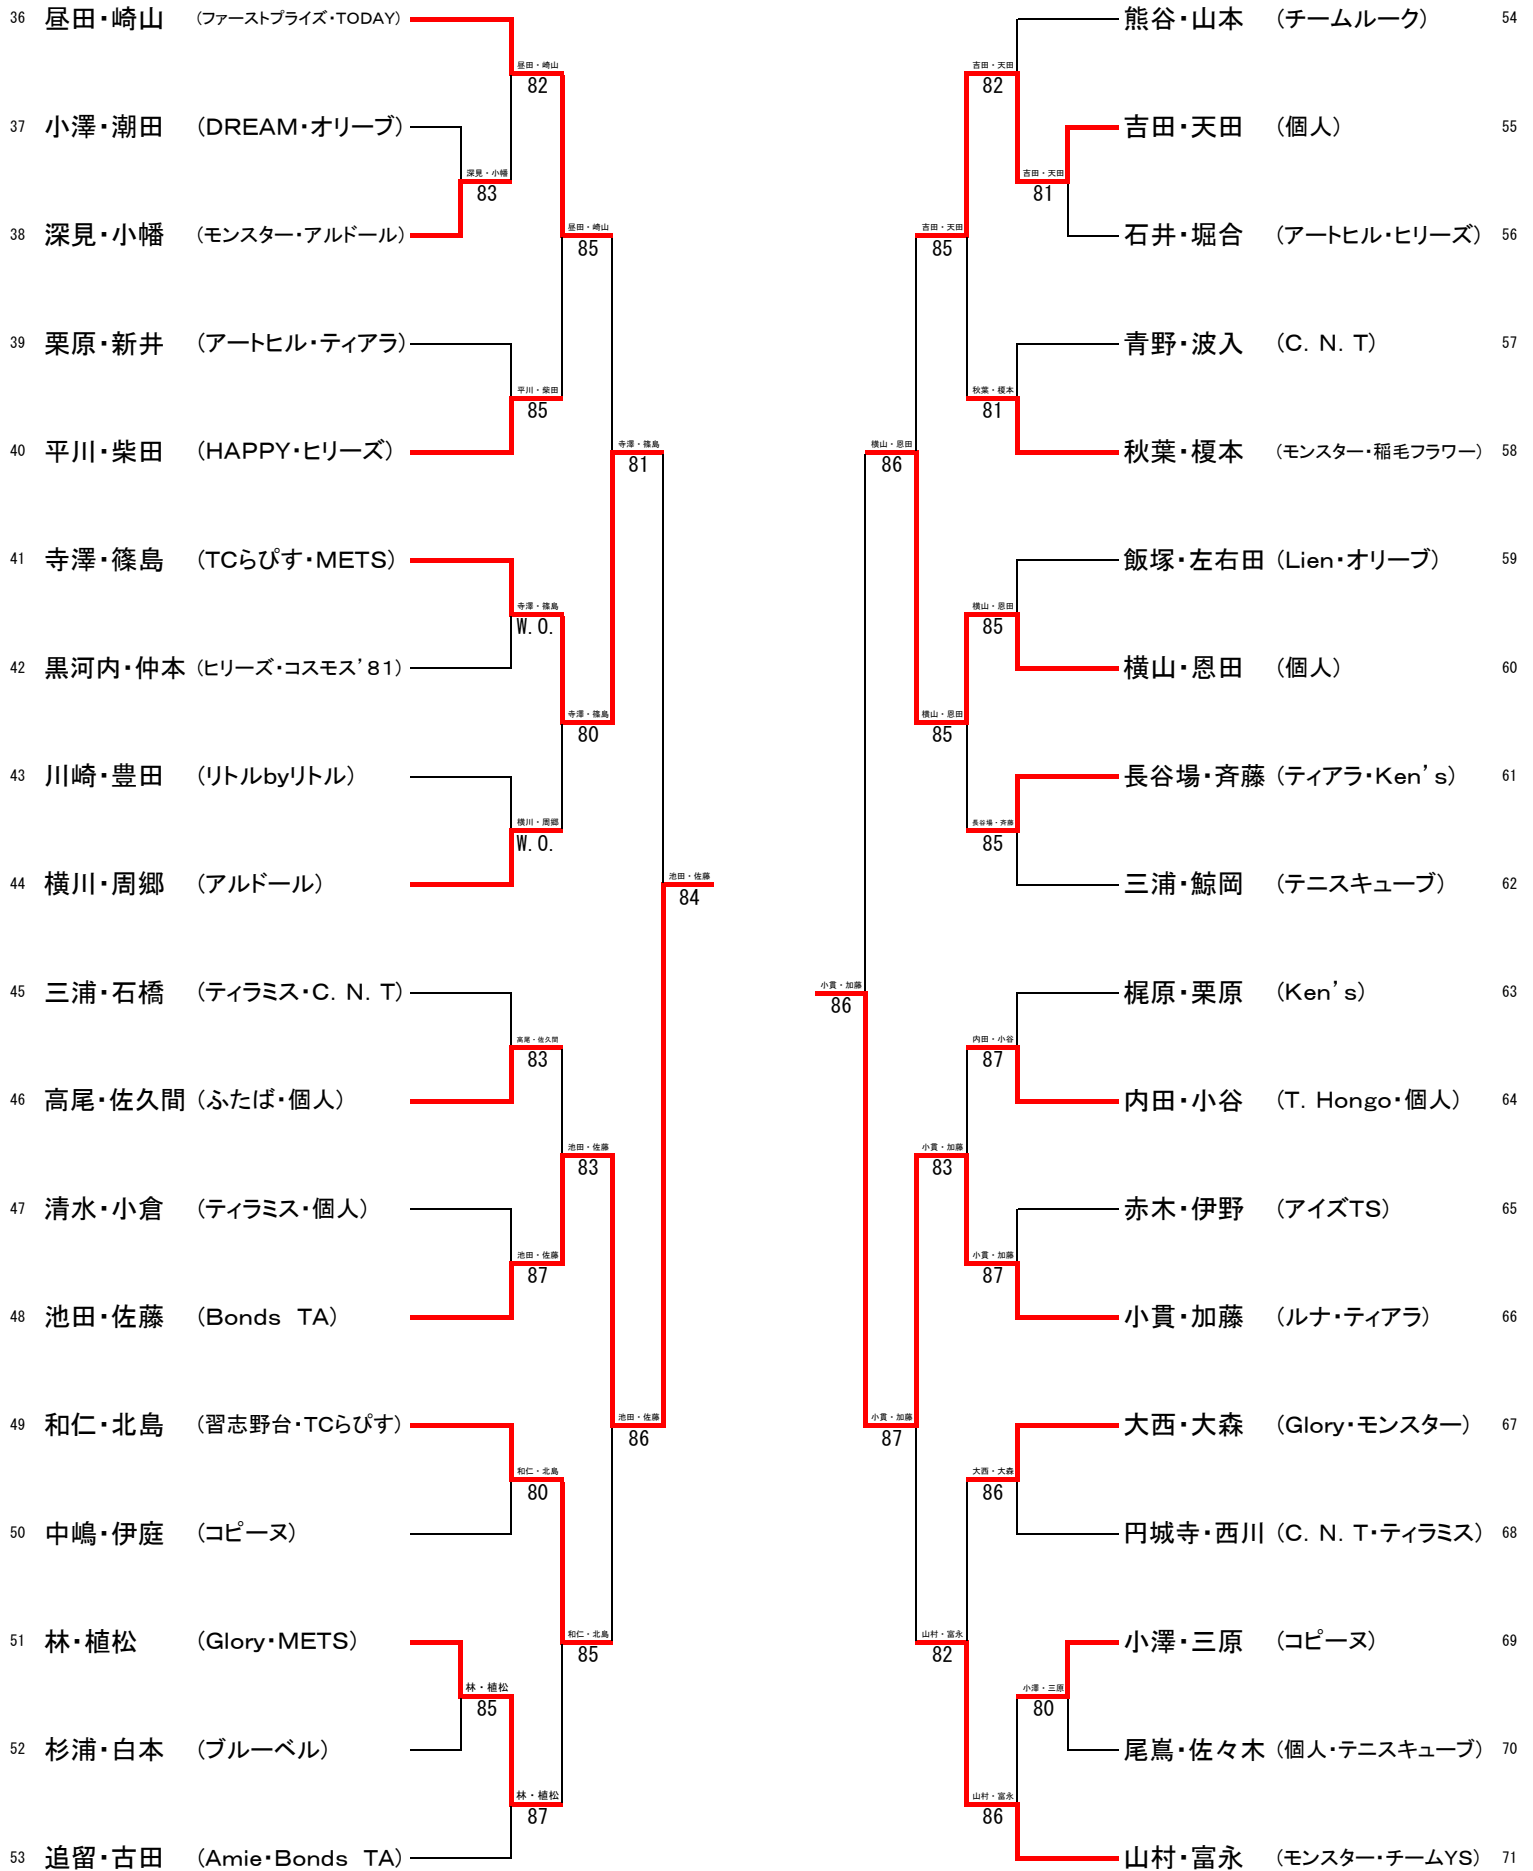 36 昼田・崎山 (ファーストプライズ・TODAY)
昼田・崎山
82
37 小澤・潮田 (DREAM・オリーブ)
深見・小幡
83
38 深見・小幡 (モンスター・アルドール)
昼田・崎山
85
39 栗原・新井 (アートヒル・ティアラ)
平川・柴田
85
40 平川・柴田 (HAPPY・ヒリーズ)
寺澤・篠島
81
41 寺澤・篠島 (TCらぴす・METS)
寺澤・篠島
W.O.
42 黒河内・仲本 (ヒリーズ・コスモス'81)
寺澤・篠島
80
43 川崎・豊田 (リトルbyリトル)
横川・周郷
W.O.
44 横川・周郷 (アルドール)
池田・佐藤
84
45 三浦・石橋 (ティラミス・C. N. T)
高尾・佐久間
83
46 高尾・佐久間 (ふたば・個人)
池田・佐藤
83
47 清水・小倉 (ティラミス・個人)
池田・佐藤
87
48 池田・佐藤 (Bonds TA)
49 和仁・北島 (習志野台・TCらぴす)
池田・佐藤
86
和仁・北島
80
50 中嶋・伊庭 (コピーヌ)
51 林・植松 (Glory・METS)
和仁・北島
85
林・植松
85
52 杉浦・白本 (ブルーベル)
林・植松
87
53 追留・古田 (Amie・Bonds TA)
熊谷・山本 (チームルーク) 54
吉田・天田
82
吉田・天田 (個人) 55
吉田・天田
81
石井・堀合 (アートヒル・ヒリーズ) 56
吉田・天田
85
青野・波入 (C. N. T) 57
秋葉・榎本
81
秋葉・榎本 (モンスター・稲毛フラワー) 58
横山・恩田
86
飯塚・左右田 (Lien・オリーブ) 59
横山・恩田
85
横山・恩田 (個人) 60
横山・恩田
85
長谷場・斉藤 (ティアラ・Ken's) 61
長谷場・斉藤
85
三浦・鯨岡 (テニスキューブ) 62
小貫・加藤
86
梶原・栗原 (Ken's) 63
内田・小谷
87
内田・小谷 (T. Hongo・個人) 64
小貫・加藤
83
赤木・伊野 (アイズTS) 65
小貫・加藤
87
小貫・加藤 (ルナ・ティアラ) 66
小貫・加藤
87
大西・大森 (Glory・モンスター) 67
大西・大森
86
円城寺・西川 (C. N. T・ティラミス) 68
山村・富永
82
小澤・三原 (コピーヌ) 69
小澤・三原
80
尾嶌・佐々木 (個人・テニスキューブ) 70
山村・富永
86
山村・富永 (モンスター・チームYS) 71